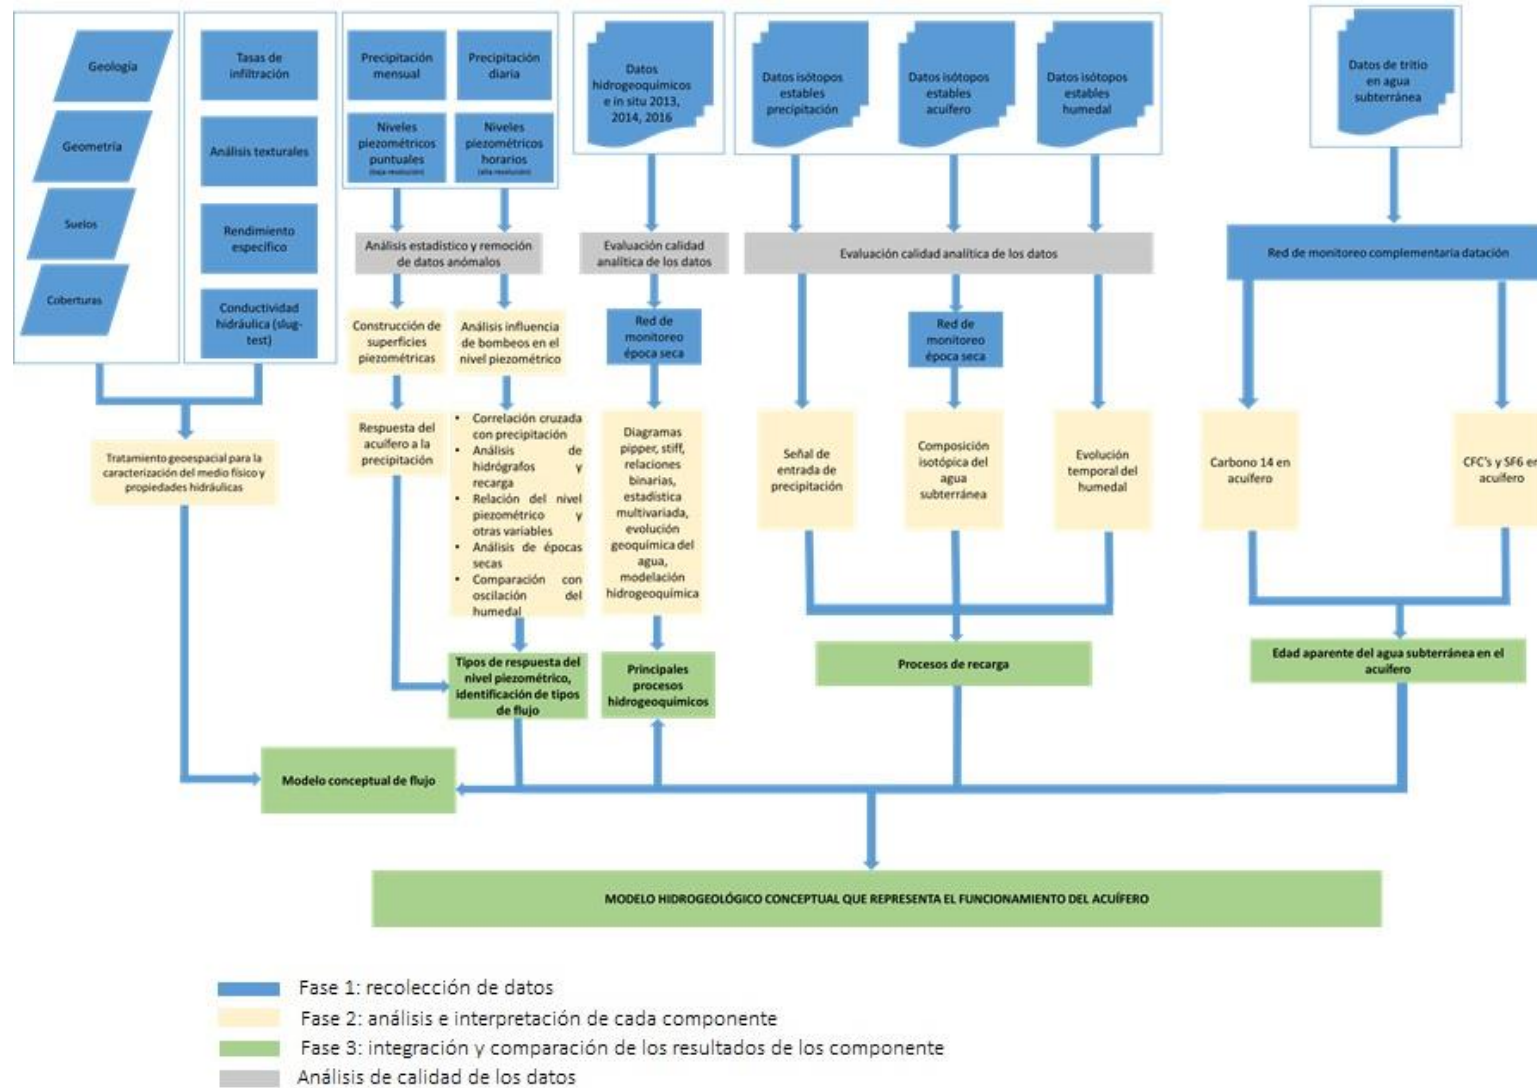 Geología
Geometría
Suelos
Coberturas
Tasas de
infiltración
Análisis texturales
Rendimiento
específico
Conductividad
hidráulica (slug-
test)
Precipitación
mensual
Precipitación
diaria
Niveles
piezométricos
puntuales
(baja resolución)
Niveles
piezométricos
horarios
(alta resolución)
Datos
hidrogeoquímicos
e in situ 2013,
2014, 2016
Datos isótopos
estables
precipitación
Datos isótopos
estables
acuífero
Datos isótopos
estables
humedal
Datos de tritio
en agua
subterránea
Análisis estadístico y remoción
de datos anómalos
Evaluación calidad
analítica de los datos
Evaluación calidad analítica de los datos
Red de monitoreo complementaria datación
Construcción de
superficies
piezométricas
Análisis influencia
de bombeos en el
nivel piezométrico
Red de
monitoreo
época seca
Red de
monitoreo
época seca
Tratamiento geoespacial para la
caracterización del medio físico y
propiedades hidráulicas
Respuesta del
acuífero a la
precipitación
• Correlación cruzada
con precipitación
• Análisis de
hidrógrafos y
recarga
• Relación del nivel
piezométrico y
otras variables
• Análisis de épocas
secas
• Comparación con
oscilación del
humedal
Diagramas
pipper, stiff,
relaciones
binarias,
estadística
multivariada,
evolución
geoquímica del
agua,
modelación
hidrogeoquímica
Señal de
entrada de
precipitación
Composición
isotópica del
agua
subterránea
Evolución
temporal del
humedal
Carbono 14 en
acuífero
CFC's y SF6 en
acuífero
Tipos de respuesta del
nivel piezométrico,
identificación de tipos
de flujo
Principales
procesos
hidrogeoquímicos
Procesos de recarga
Edad aparente del agua subterránea en el
acuífero
Modelo conceptual de flujo
MODELO HIDROGEOLÓGICO CONCEPTUAL QUE REPRESENTA EL FUNCIONAMIENTO DEL ACUÍFERO
Fase 1: recolección de datos
Fase 2: análisis e interpretación de cada componente
Fase 3: integración y comparación de los resultados de los componente
Análisis de calidad de los datos